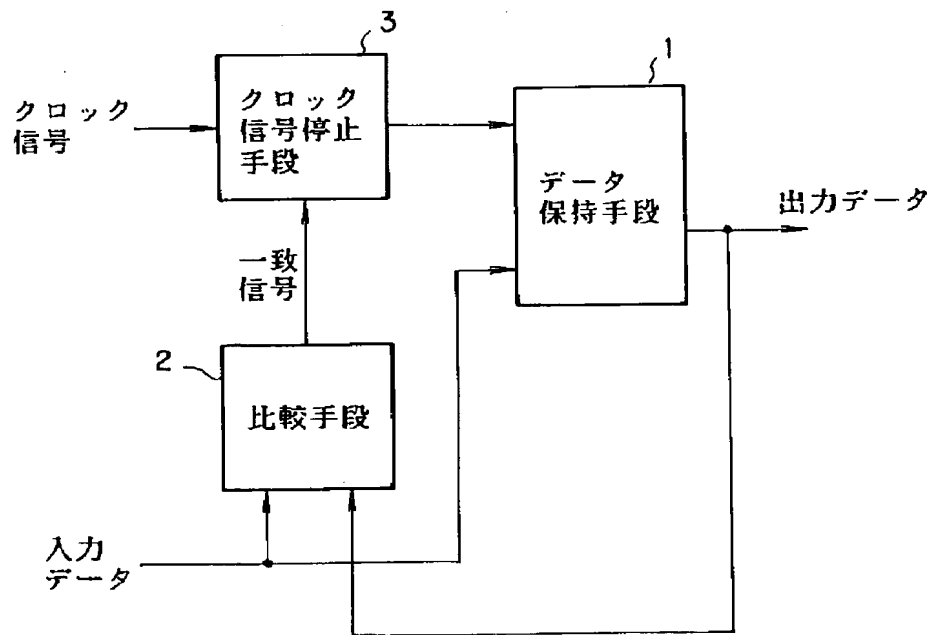 3
1
クロック
信号
クロック
信号停止
手段
データ
保持手段
出力データ
一致
信号
2
比較手段
入力
データ